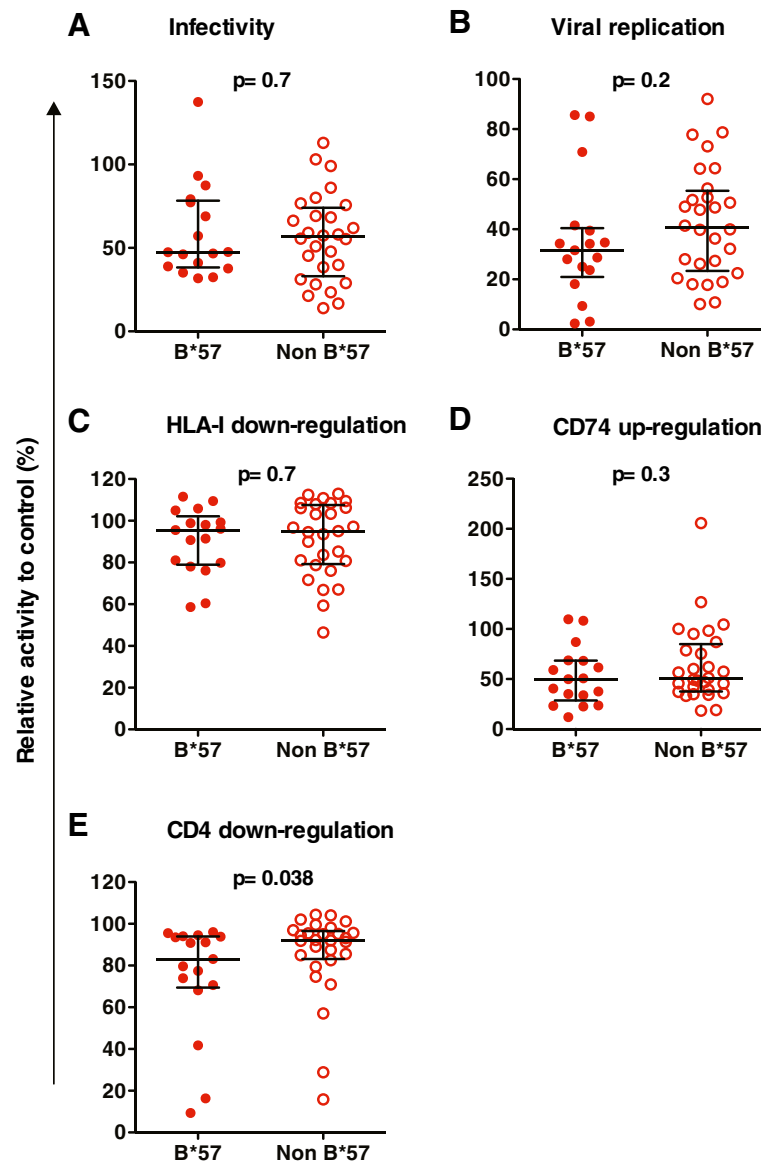 A Infectivity
p= 0.7
150
100
50
0
B*57 Non B*57
B Viral replication
p= 0.2
100
80
60
40
20
0
B*57 Non B*57
C HLA-I down-regulation
p= 0.7
120
100
80
60
40
20
0
B*57 Non B*57
D CD74 up-regulation
p= 0.3
250
200
150
100
50
0
B*57 Non B*57
E CD4 down-regulation
p= 0.038
120
100
80
60
40
20
0
B*57 Non B*57
Relative activity to control (%)